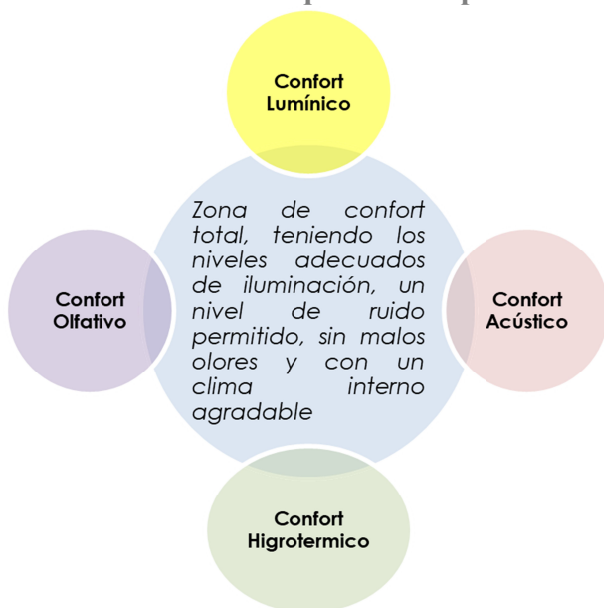 Confort
Lumínico
Zona de confort
total, teniendo los
niveles adecuados
de iluminación, un
nivel de ruido
permitido, sin malos
olores y con un
clima interno
agradable
Confort
Olfativo
Confort
Acústico
Confort
Higrotermico